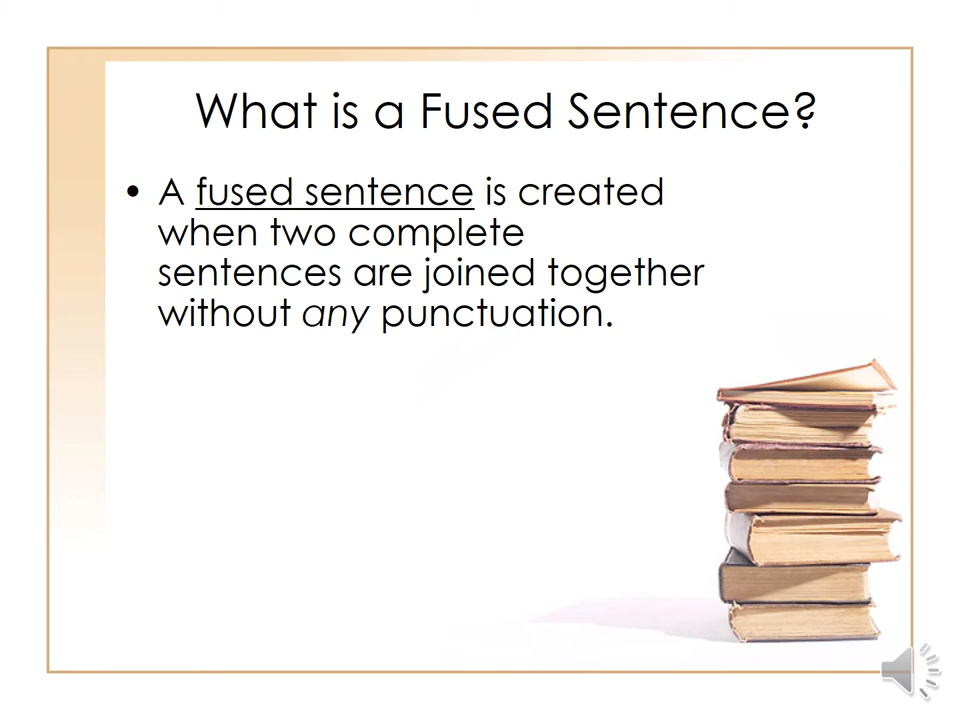 What is a Fused Sentence?
• A fused sentence is created
when two complete
sentences are joined together
without any punctuation.